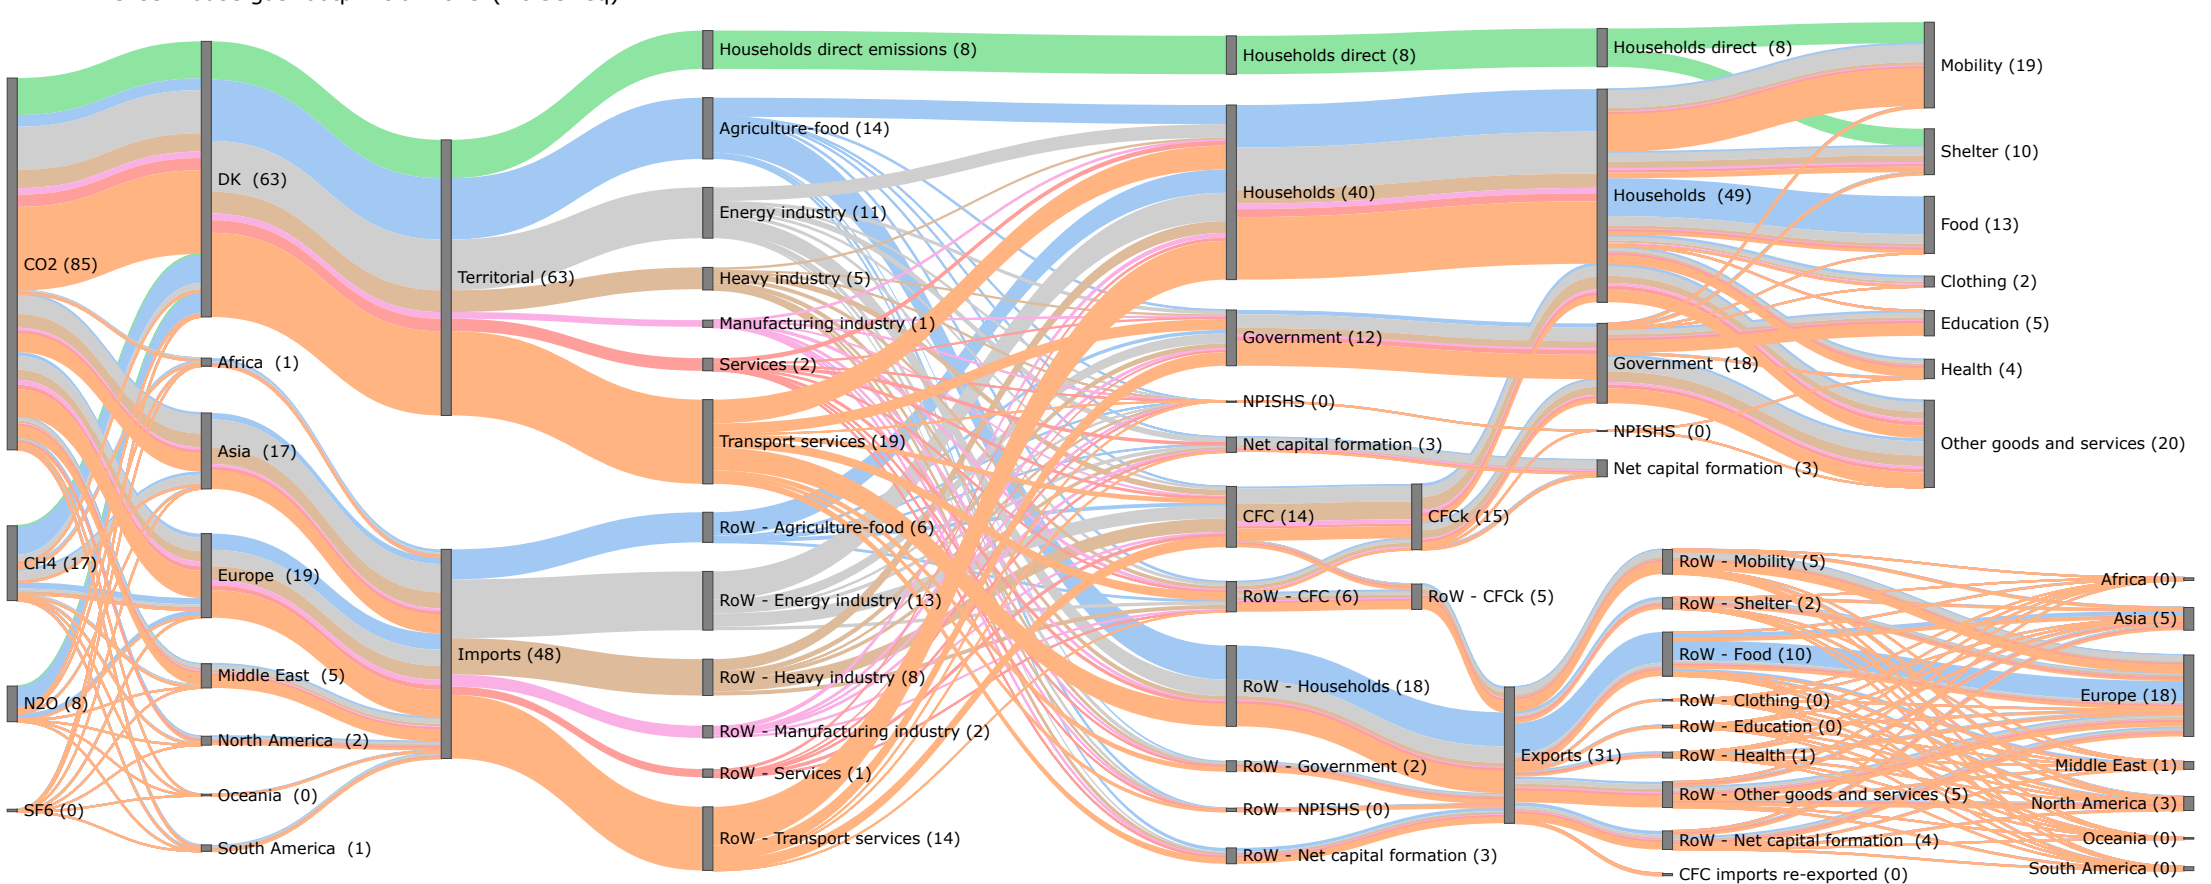 CO2 (85)
CH4 (17)
N2O (8)
SF6 (0)
DK (63)
Africa (1)
Asia (17)
Europe (19)
Middle East (5)
North America (2)
Oceania (0)
South America (1)
Territorial (63)
Imports (48)
Households direct emissions (8)
Agriculture-food (14)
Energy industry (11)
Heavy industry (5)
Manufacturing industry (1)
Services (2)
Transport services (19)
RoW - Agriculture-food (6)
RoW - Energy industry (13)
RoW - Heavy industry (8)
RoW - Manufacturing industry (2)
RoW - Services (1)
RoW - Transport services (14)
Households direct (8)
Households (40)
Government (12)
NPISHS (0)
Net capital formation (3)
CFC (14)
RoW - CFC (6)
RoW - Households (18)
RoW - Government (2)
RoW - NPISHS (0)
RoW - Net capital formation (3)
CFCk (15)
RoW - CFCk (5)
Exports (31)
Households direct (8)
Households (49)
Government (18)
NPISHS (0)
Net capital formation (3)
RoW - Mobility (5)
RoW - Shelter (2)
RoW - Food (10)
RoW - Clothing (0)
RoW - Education (0)
RoW - Health (1)
RoW - Other goods and services (5)
RoW - Net capital formation (4)
CFC imports re-exported (0)
Mobility (19)
Shelter (10)
Food (13)
Clothing (2)
Education (5)
Health (4)
Other goods and services (20)
Africa (0)
Asia (5)
Europe (18)
Middle East (1)
North America (3)
Oceania (0)
South America (0)